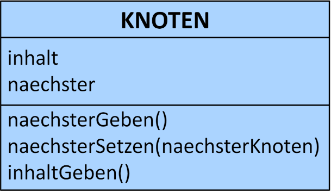 KNOTEN
inhalt
naechster
naechsterGeben()
naechsterSetzen(naechsterKnoten)
inhaltGeben()